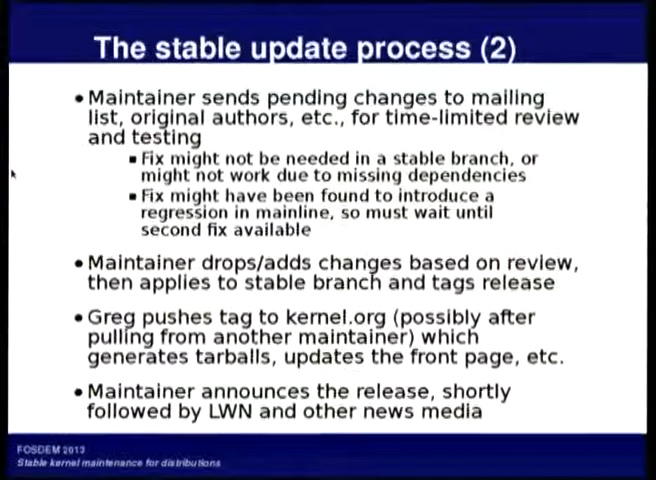 The stable update process (2)
• Maintainer sends pending changes to mailing
list, original authors, etc., for time-limited review
and testing
▪ Fix might not be needed in a stable branch, or
might not work due to missing dependencies
▪ Fix might have been found to introduce a
regression in mainline, so must wait until
second fix available
• Maintainer drops/adds changes based on review,
then applies to stable branch and tags release
• Greg pushes tag to kernel.org (possibly after
pulling from another maintainer) which
generates tarballs, updates the front page, etc.
• Maintainer announces the release, shortly
followed by LWN and other news media
FOSDEM 2013
Stable kernel maintenance for distributions